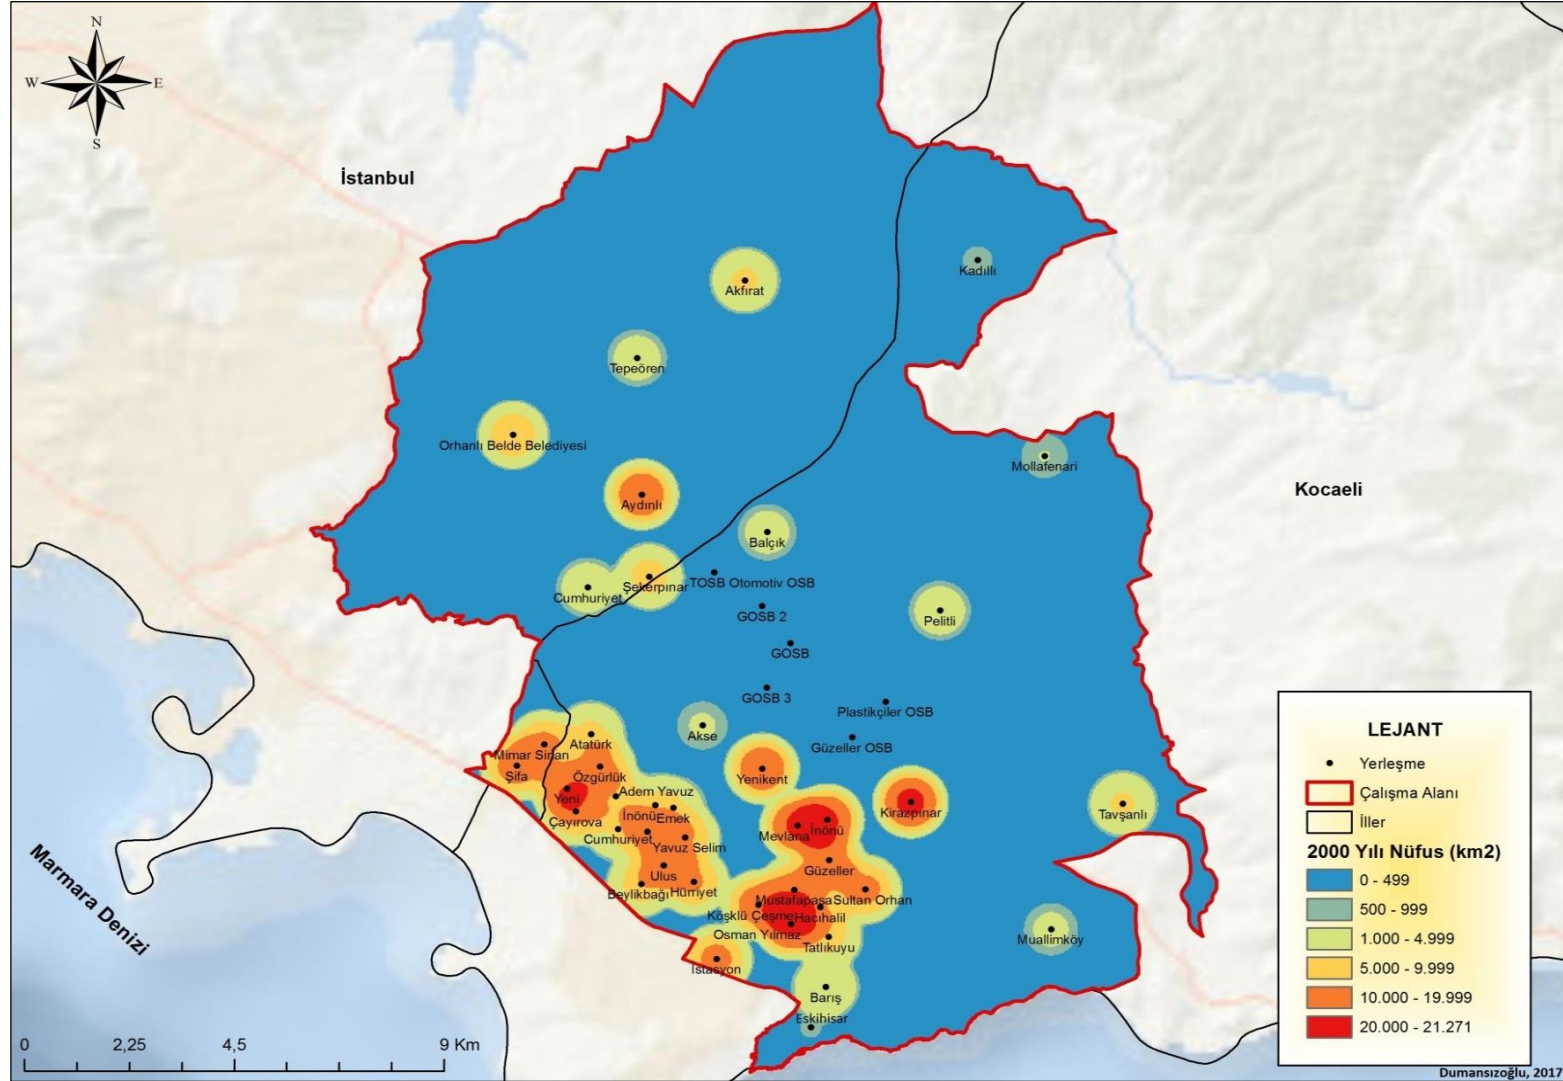 N
W
E
S
İstanbul
Kadıllı
Akfırat
Tepeören
Orhanlı Belde Belediyesi
Mollafenari
Kocaeli
Aydınlı
Balçık
TOSB Otomotiv OSB
Şekerpınar
Cumhuriyet
GOSB 2
Pelitli
GOSB
GOSB 3
Plastikçiler OSB
Akse
Güzeller OSB
Atatürk
Mimar Sinan
Şifa
Özgürlük
Yenikent
Yeni
Adem Yavuz
Kirazpınar
Tavşanlı
Çayırova
İnönü
Emek
Mevlana
İnönü
Cumhuriyet
Yavuz Selim
Güzeller
Ulus
Beylikbağı
Hürriyet
Mustafapaşa
Sultan Orhan
Köşklü Çeşme
Hacıhalil
Osman Yılmaz
Tatlıkuyu
Muallimköy
İstasyon
Barış
Eskihisar
Marmara Denizi
0
2,25
4,5
9 Km
LEJANT
Yerleşme
Çalışma Alanı
İller
2000 Yılı Nüfus (km2)
0 - 499
500 - 999
1.000 - 4.999
5.000 - 9.999
10.000 - 19.999
20.000 - 21.271
Dumansızoğlu, 2017